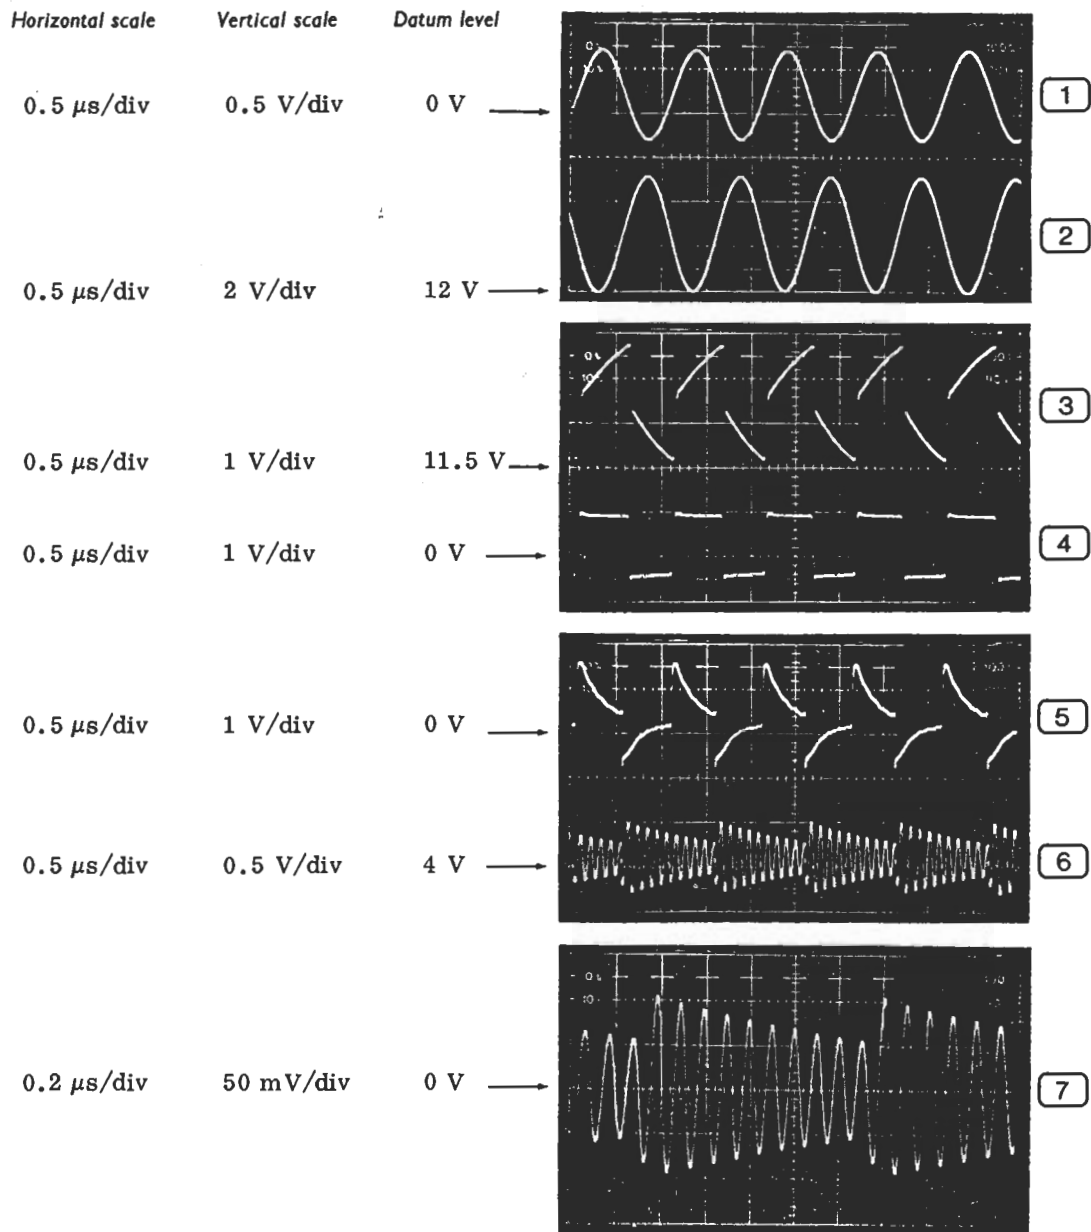 Horizontal scale Vertical scale Datum level
0.5 μs/div 0.5 V/div 0 V 1
2
0.5 μs/div 2 V/div 12 V
3
0.5 μs/div 1 V/div 11.5 V
0.5 μs/div 1 V/div 0 V 4
0.5 μs/div 1 V/div 0 V 5
0.5 μs/div 0.5 V/div 4 V 6
0.2 μs/div 50 mV/div 0 V 7